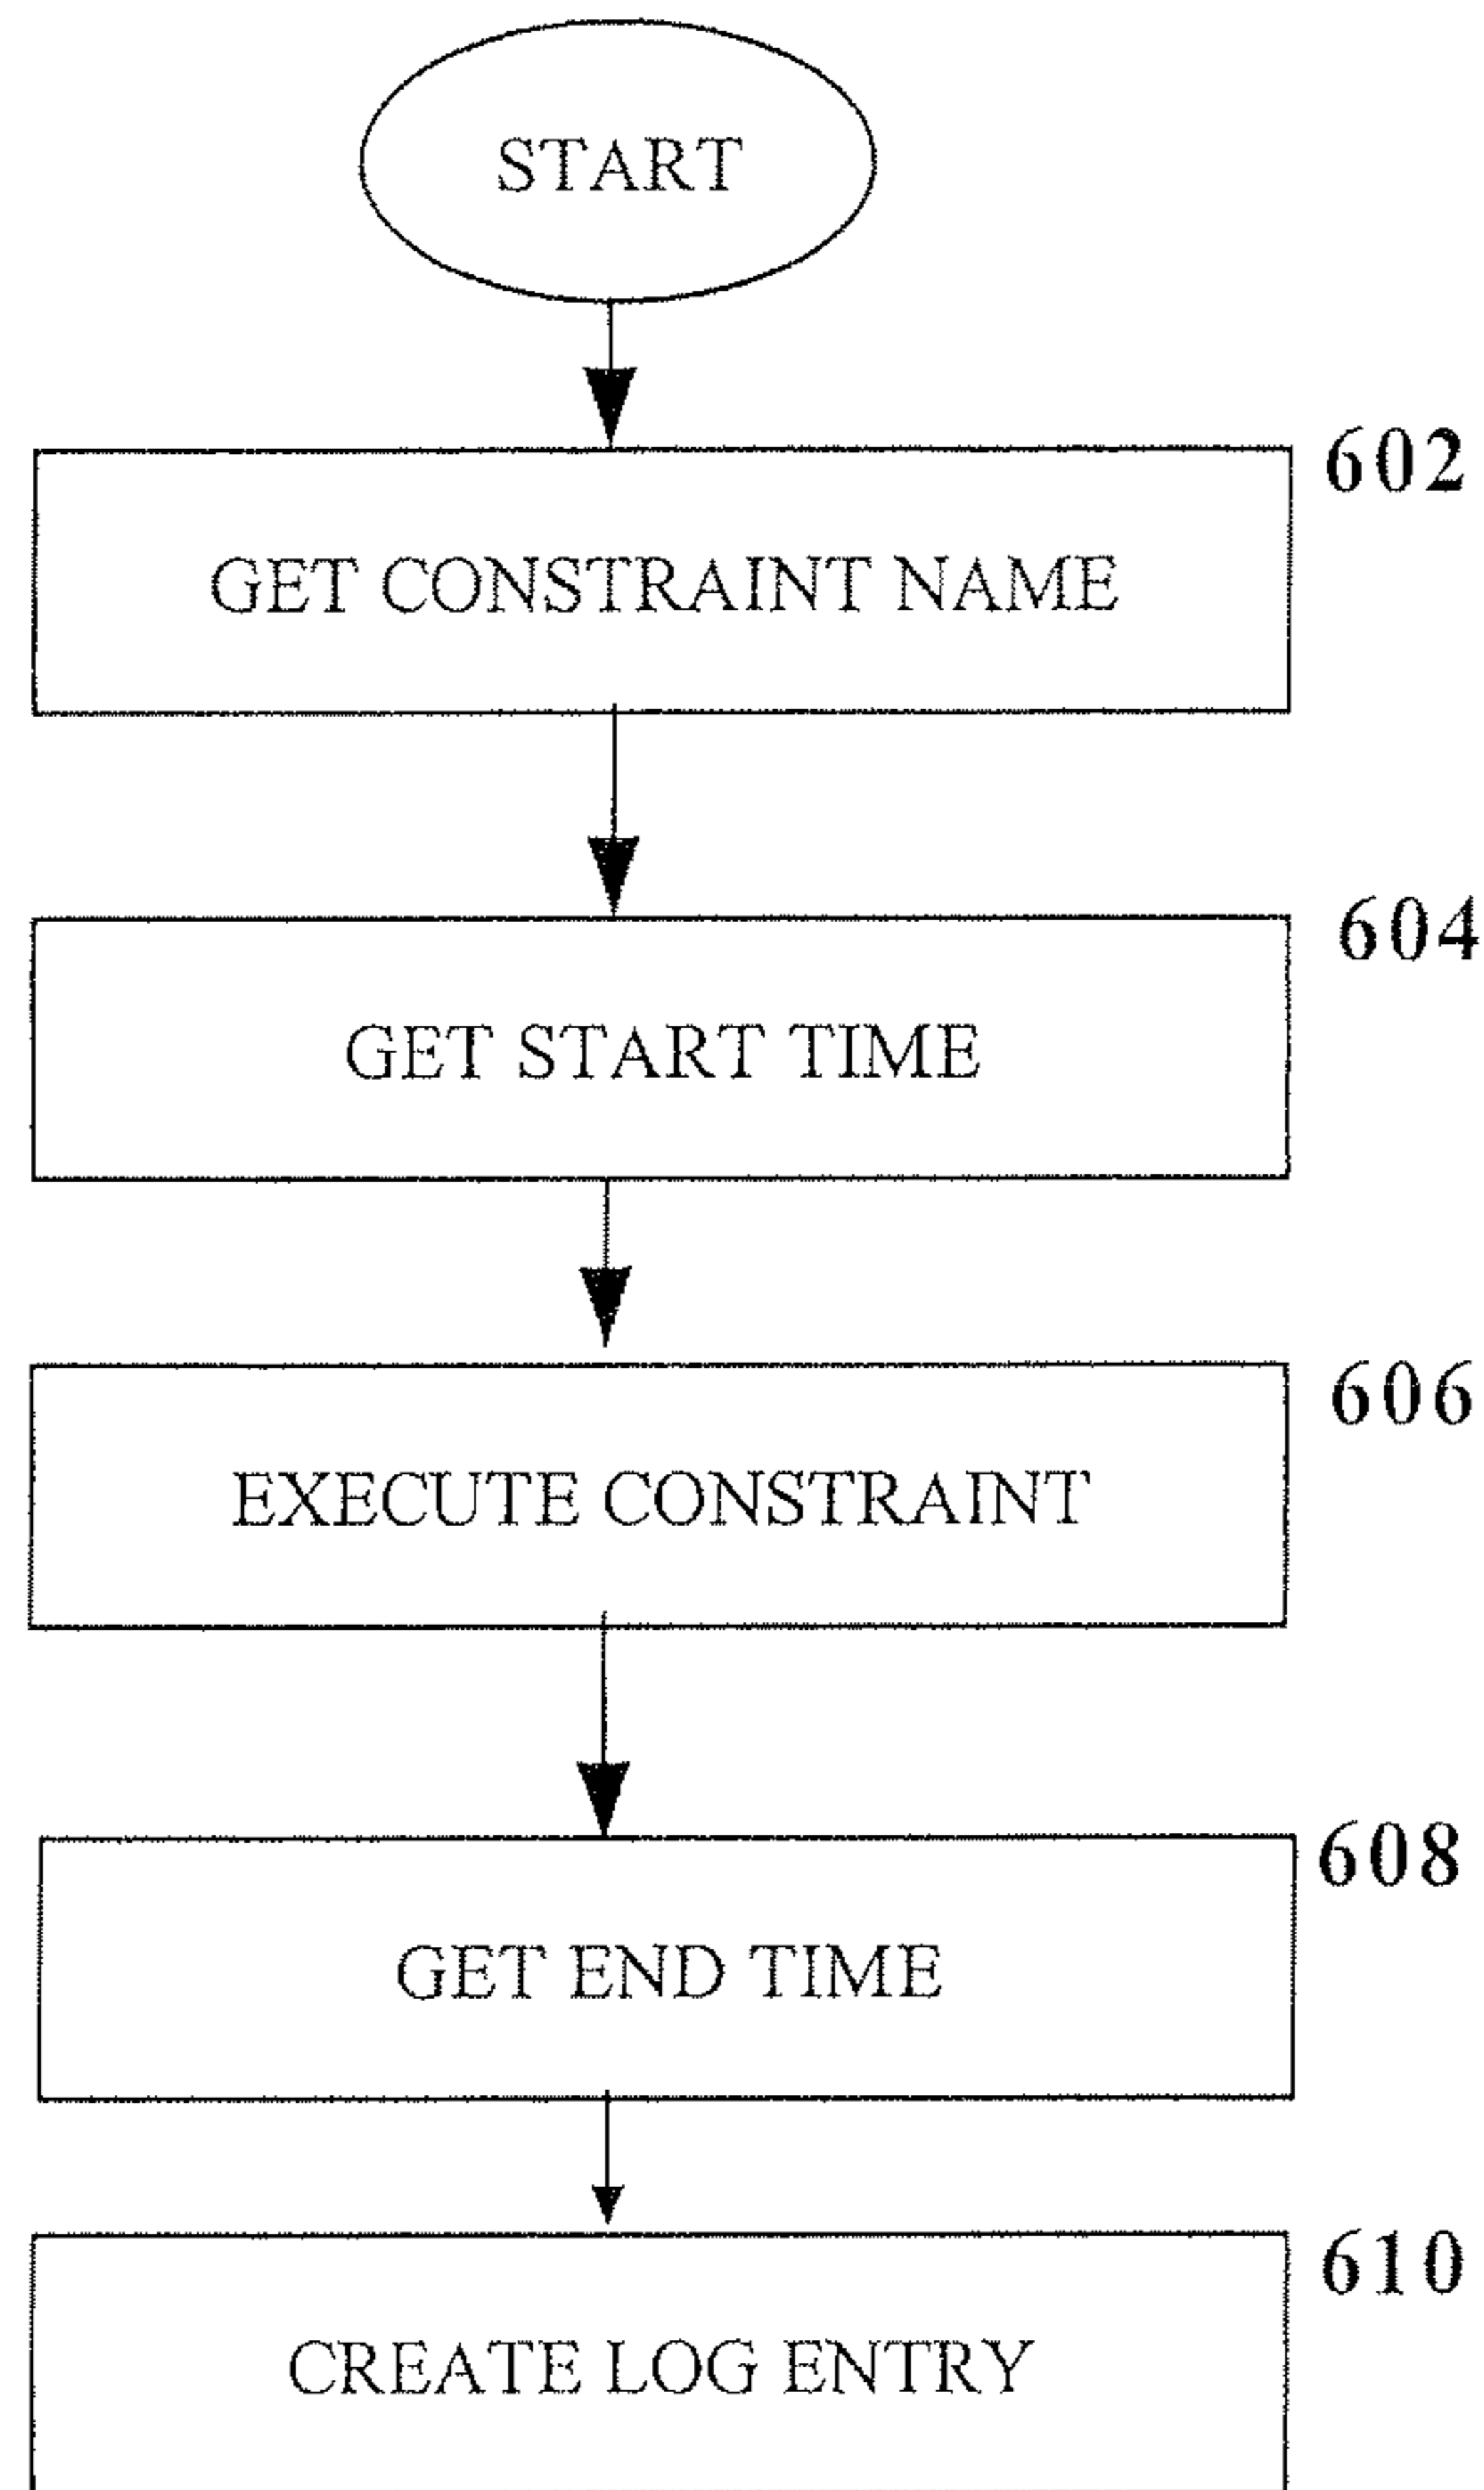 START
602
GET CONSTRAINT NAME
604
GET START TIME
606
EXECUTE CONSTRAINT
608
GET END TIME
610
CREATE LOG ENTRY